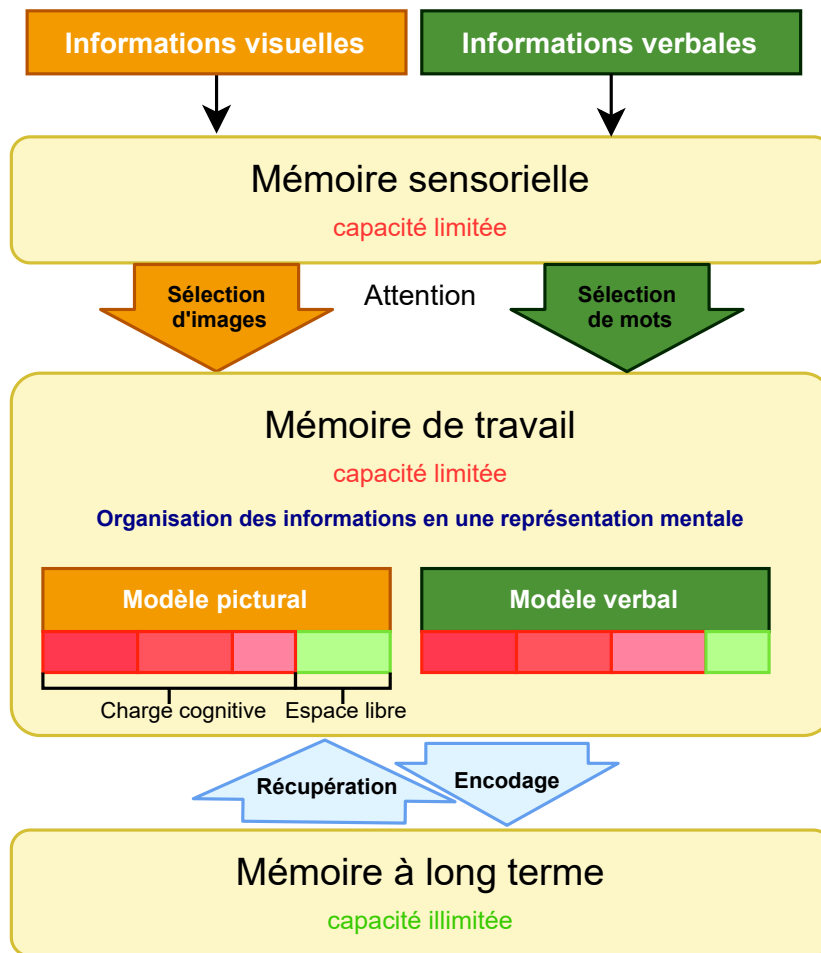 Informations visuelles
Informations verbales
Mémoire sensorielle
capacité limitée
Sélection
d'images
Attention
Sélection
de mots
Mémoire de travail
capacité limitée
Organisation des informations en une représentation mentale
Modèle pictural
Modèle verbal
Charge cognitive
Espace libre
Récupération
Encodage
Mémoire à long terme
capacité illimitée